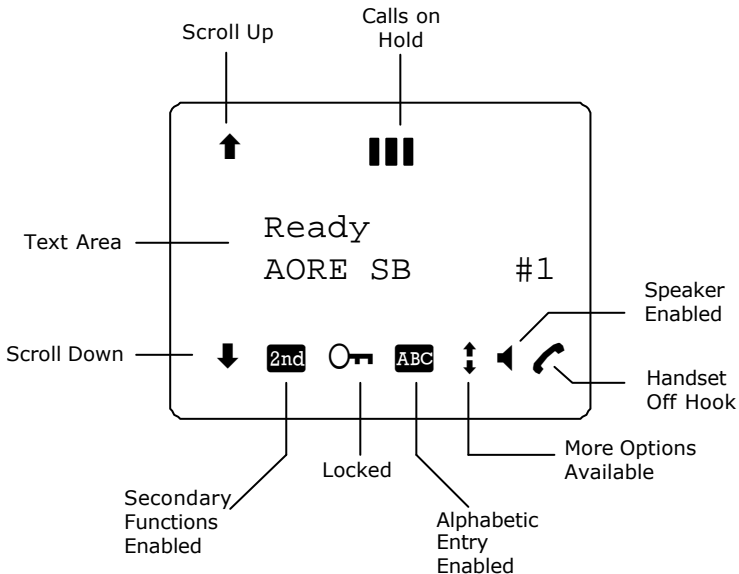 Scroll Up
Calls on
Hold
Text Area
Ready
AORE SB #1
Speaker
Enabled
Scroll Down
2nd
ABC
Handset
Off Hook
Locked
More Options
Available
Secondary
Functions
Enabled
Alphabetic
Entry
Enabled